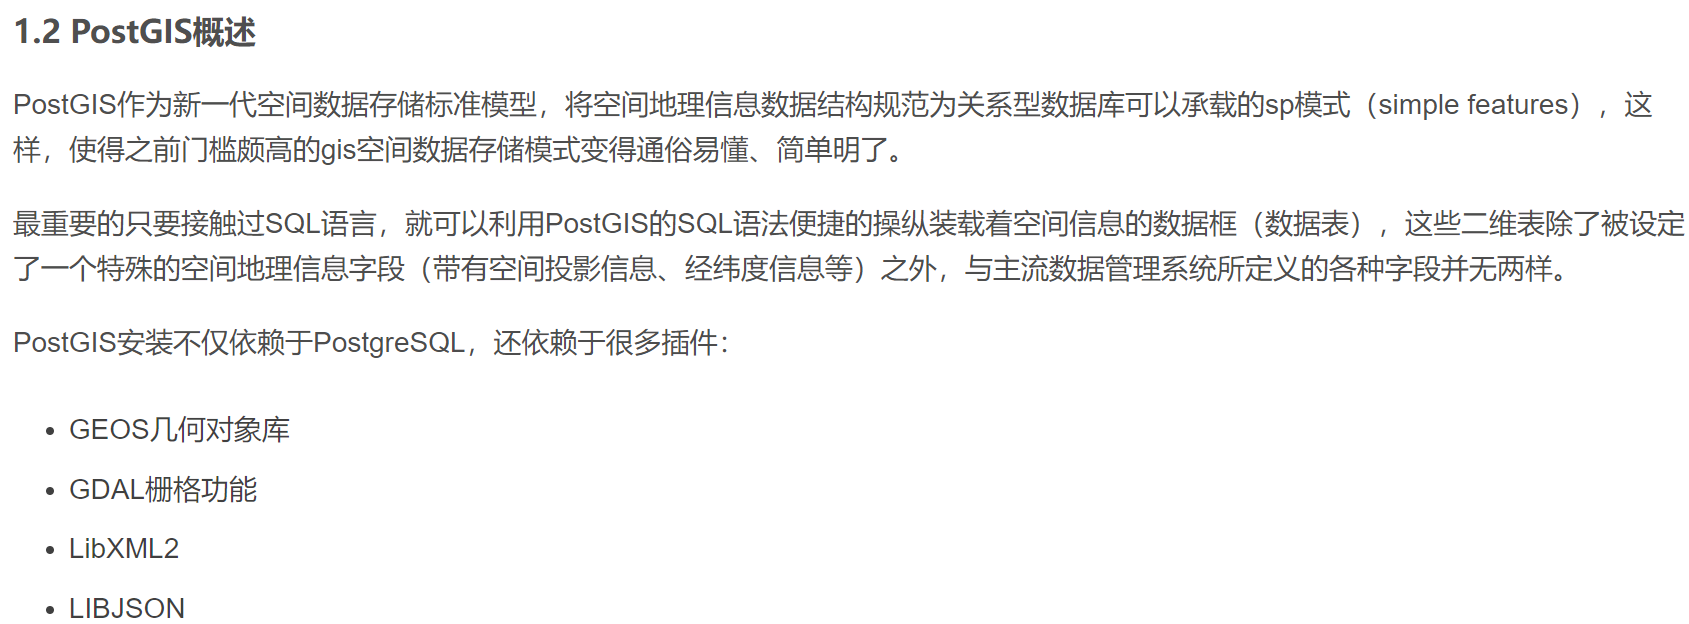 1.2 PostGIS概述
PostGIS作为新一代空间数据存储标准模型，将空间地理信息数据结构规范为关系型数据库可以承载的sp模式（simple features），这
样，使得之前门槛颇高的gis空间数据存储模式变得通俗易懂、简单明了。
最重要的只要接触过SQL语言，就可以利用PostGIS的SQL语法便捷的操纵装载着空间信息的数据框（数据表），这些二维表除了被设定
了一个特殊的空间地理信息字段（带有空间投影信息、经纬度信息等）之外，与主流数据管理系统所定义的各种字段并无两样。
PostGIS安装不仅依赖于PostgreSQL，还依赖于很多插件：
• GEOS几何对象库
• GDAL栅格功能
• LibXML2
• LIBJSON